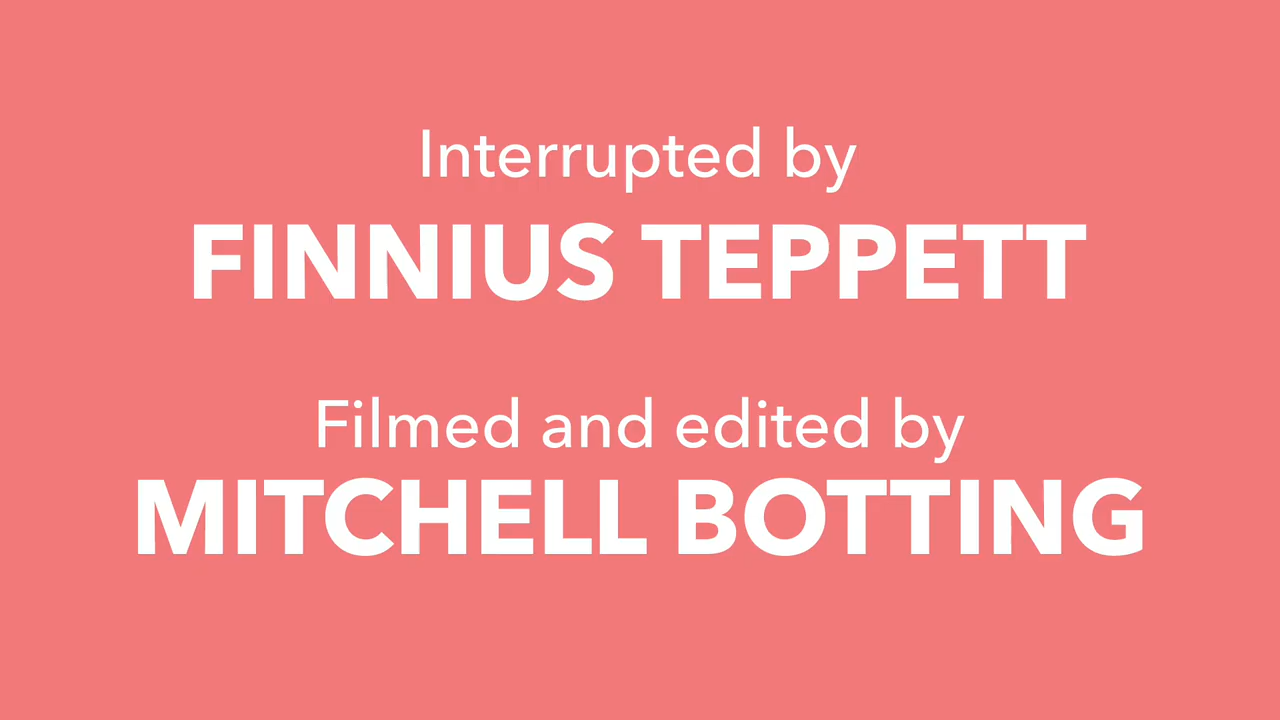 Interrupted by
FINNIUS TEPPETT
Filmed and edited by
MITCHELL BOTTING